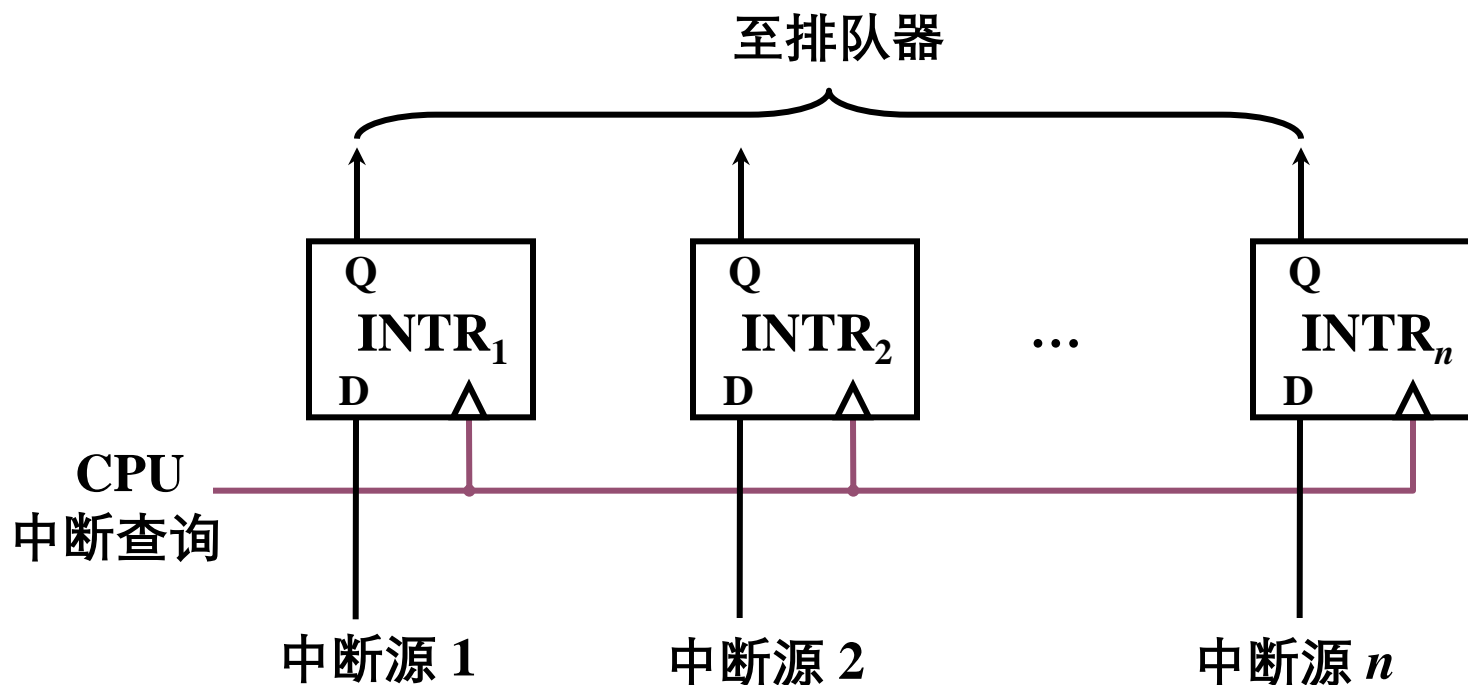 至排队器
Q Q Q
INTR1 INTR2 … INTRn
D D D
CPU
中断查询
中断源 1 中断源 2 中断源 n